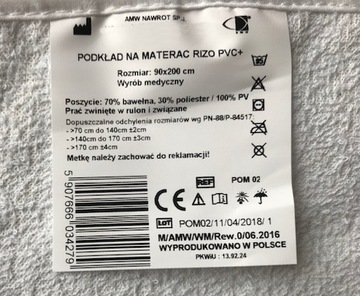 AMW NAWROT SP.J.
PODKŁAD NA MATERAC RIZO PVC+
Rozmiar: 90x200 cm
Wyrób medyczny
Poszycie: 70% bawełna, 30% poliester / 100% PV
Prać zwinięte w rulon i związane
Dopuszczalne odchylenia rozmiarów wg PN-88/P-84517:
- >70 cm do 140cm ±2cm
- >140cm do 170 cm ±3cm
- >170 cm ±4cm
Metkę należy zachować do reklamacji!
5 907666 034279
CE
REF POM 02
LOT POM02/11/04/2018/ 1
M/AMW/WM/Rew.0/06.2016
WYPRODUKOWANO W POLSCE
PKWiU : 13.92.24